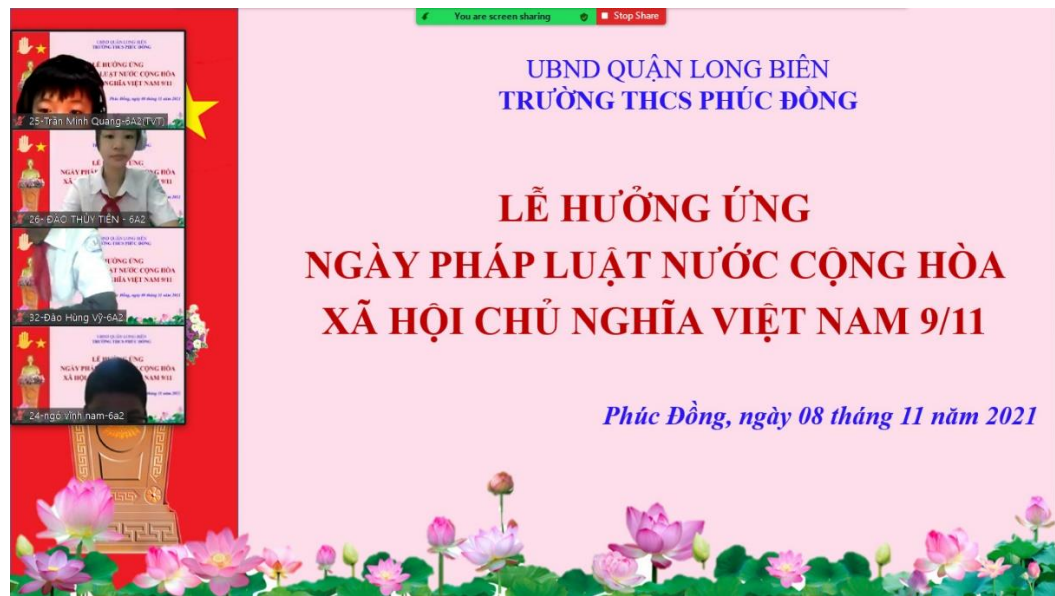 You are screen sharing
Stop Share
UBND QUẬN LONG BIÊN
TRƯỜNG THCS PHÚC ĐỒNG
LỄ HƯỞNG ỨNG
NGÀY PHÁP LUẬT NƯỚC CỘNG HÒA
XÃ HỘI CHỦ NGHĨA VIỆT NAM 9/11
Phúc Đồng, ngày 08 tháng 11 năm 2021
25-Trần Minh Quang-6A2(TVT)
26- ĐÀO THỦY TIÊN - 6A2
32-Đào Hùng Vỹ-6A2
24-ngô vĩnh nam-6a2